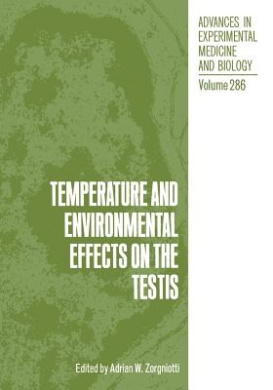 ADVANCES IN
EXPERIMENTAL
MEDICINE
AND BIOLOGY
Volume 286
TEMPERATURE AND
ENVIRONMENTAL
EFFECTS ON THE
TESTIS
Edited by Adrian W. Zorgniotti